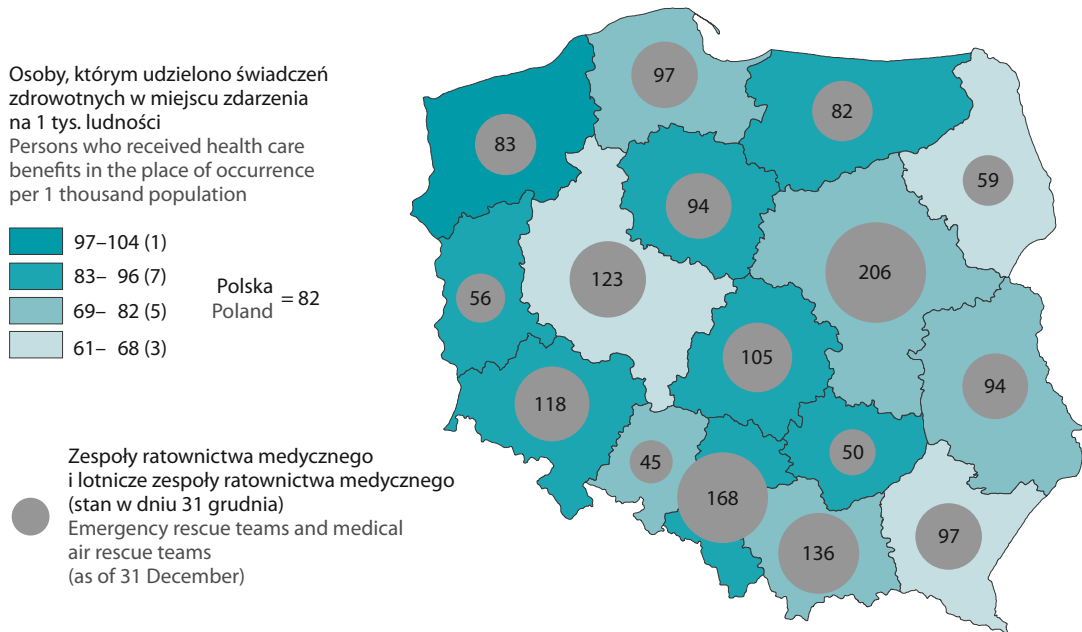 Osoby, którym udzielono świadczeń
zdrowotnych w miejscu zdarzenia
na 1 tys. ludności
Persons who received health care
benefits in the place of occurrence
per 1 thousand population
97–104 (1)
83– 96 (7)
69– 82 (5)
61– 68 (3)
Polska
Poland
= 82
Zespoły ratownictwa medycznego
i lotnicze zespoły ratownictwa medycznego
(stan w dniu 31 grudnia)
Emergency rescue teams and medical
air rescue teams
(as of 31 December)
97
82
83
59
94
206
123
56
105
94
118
50
45
168
97
136